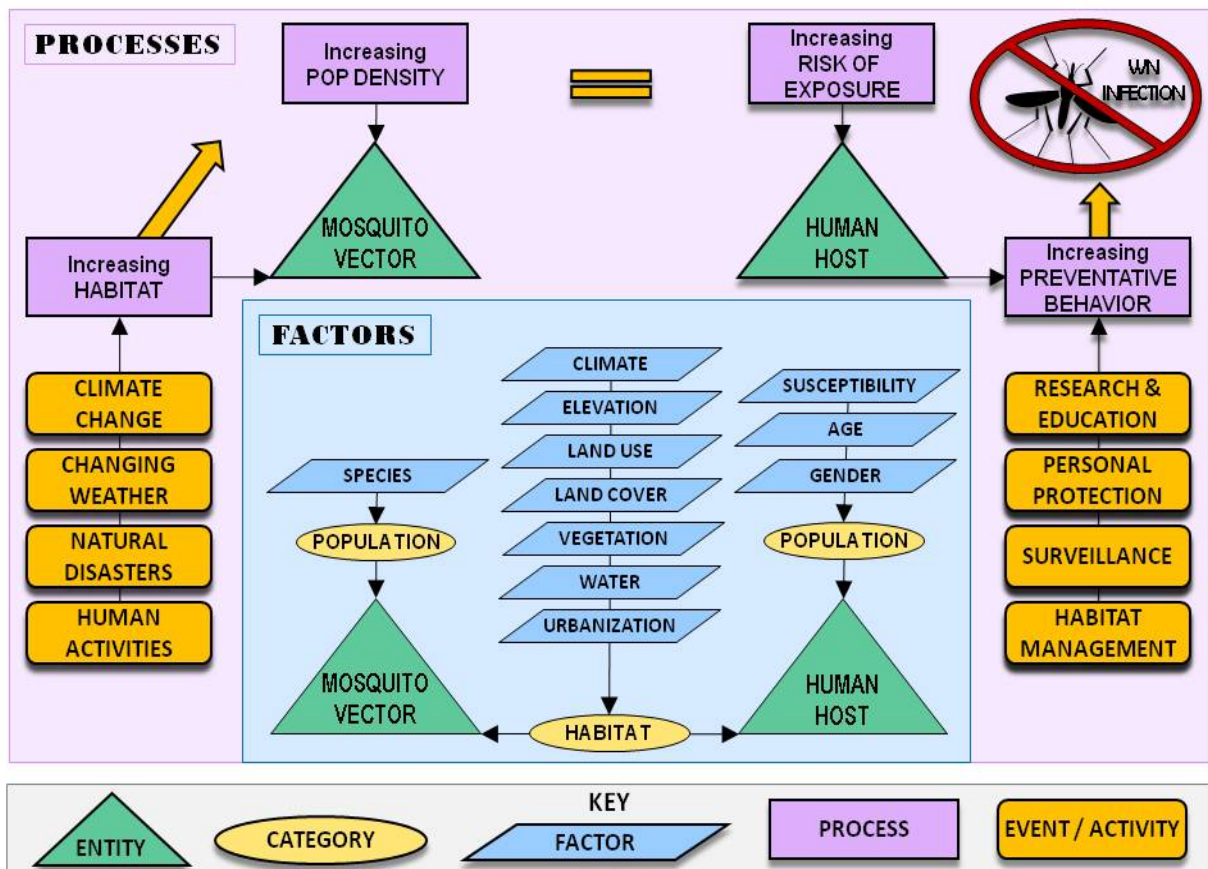 PROCESSES
Increasing
POP DENSITY
Increasing
RISK OF
EXPOSURE
WN
INFECTION
MOSQUITO
VECTOR
HUMAN
HOST
Increasing
HABITAT
Increasing
PREVENTATIVE
BEHAVIOR
CLIMATE
CHANGE
CHANGING
WEATHER
NATURAL
DISASTERS
HUMAN
ACTIVITIES
FACTORS
SPECIES
POPULATION
MOSQUITO
VECTOR
CLIMATE
ELEVATION
LAND USE
LAND COVER
VEGETATION
WATER
URBANIZATION
HABITAT
SUSCEPTIBILITY
AGE
GENDER
POPULATION
HUMAN
HOST
RESEARCH &
EDUCATION
PERSONAL
PROTECTION
SURVEILLANCE
HABITAT
MANAGEMENT
KEY
ENTITY
CATEGORY
FACTOR
PROCESS
EVENT / ACTIVITY